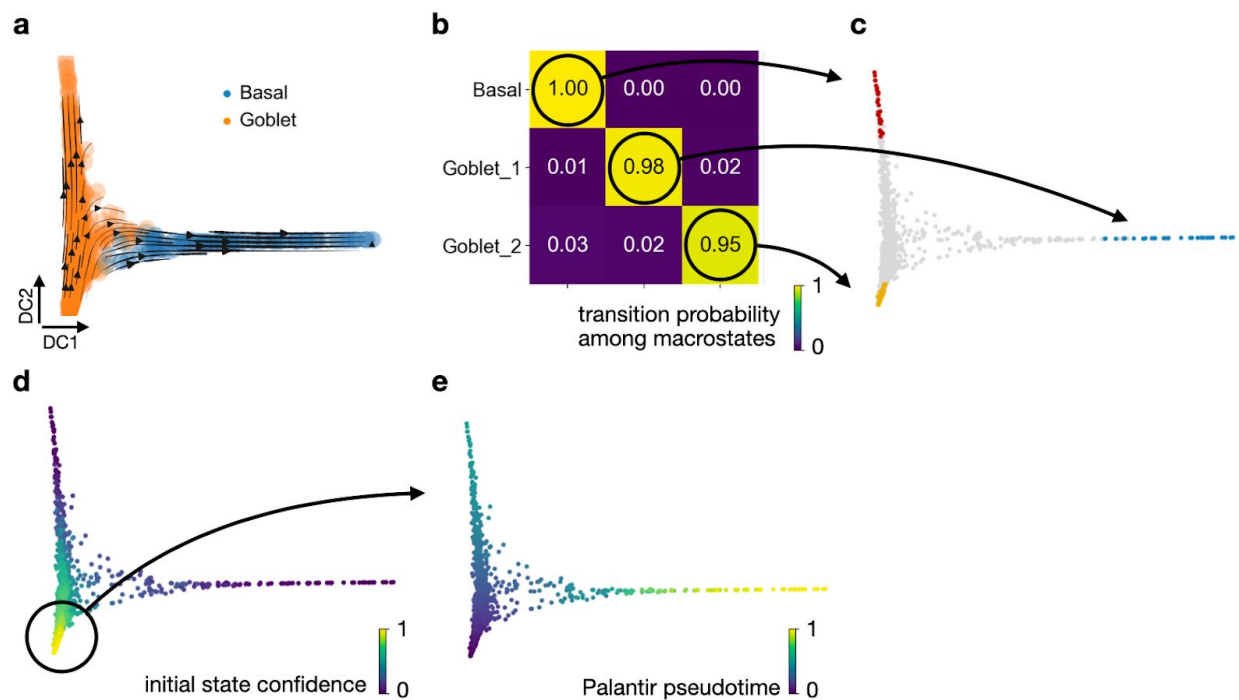 a
Basal
Goblet
DC2
DC1
b
Basal
1.00 0.00 0.00
Goblet_1
0.01 0.98 0.02
Goblet_2
0.03 0.02 0.95
transition probability
among macrostates
1
0
c
d
initial state confidence
1
0
e
Palantir pseudotime
1
0